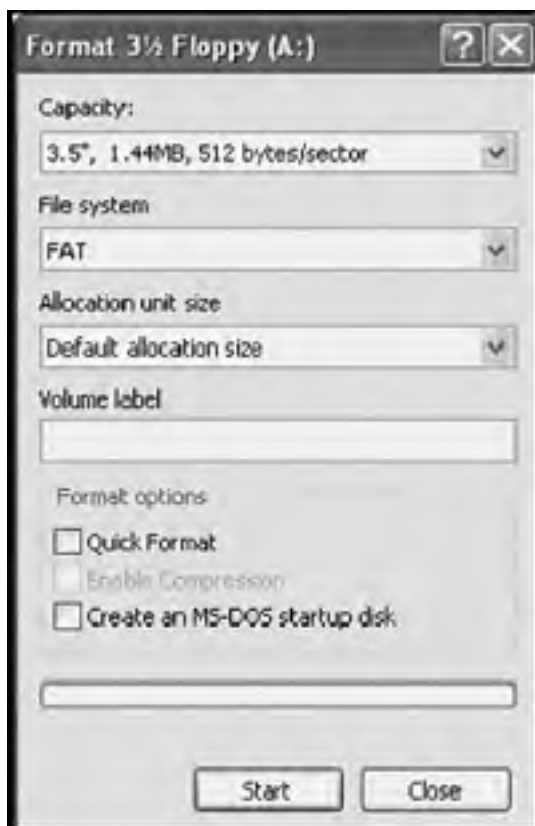 Format 3½ Floppy (A:)
Capacity:
3.5", 1.44MB, 512 bytes/sector
File system
FAT
Allocation unit size
Default allocation size
Volume label
Format options
Quick Format
Enable Compression
Create an MS-DOS startup disk
Start
Close